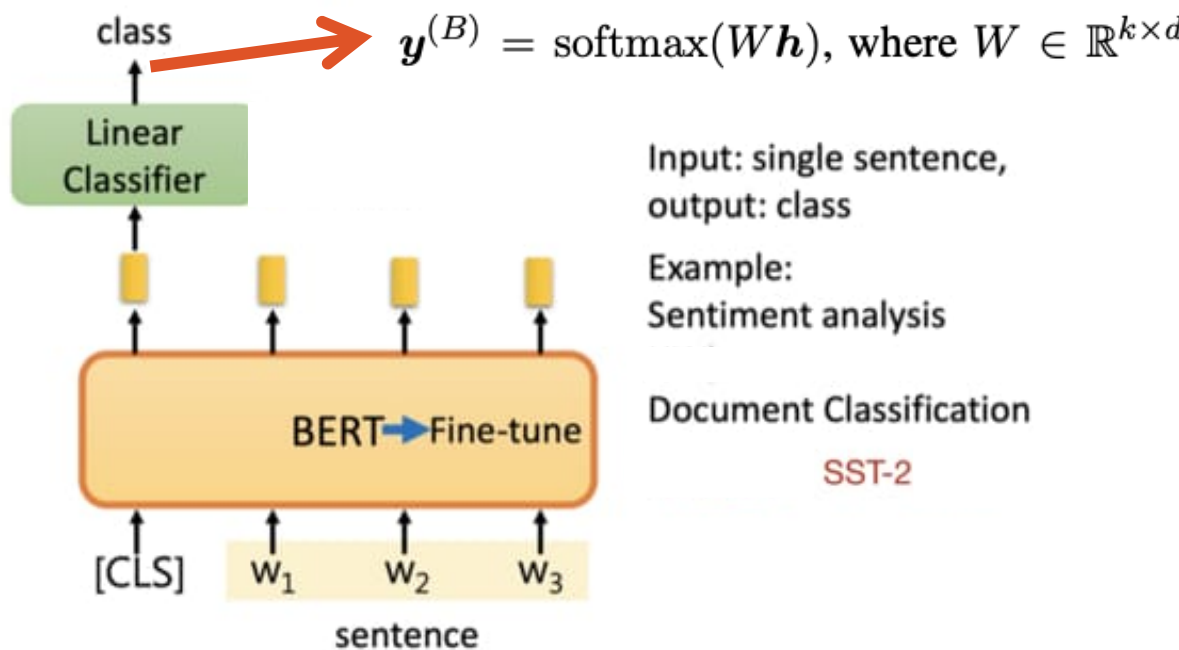 class
𝒚^(B) = softmax(W𝒉), where W ∈ ℝ^{k×d}
Linear
Classifier
Input: single sentence,
output: class
Example:
Sentiment analysis
BERT Fine-tune
Document Classification
SST-2
[CLS] w₁ w₂ w₃
sentence